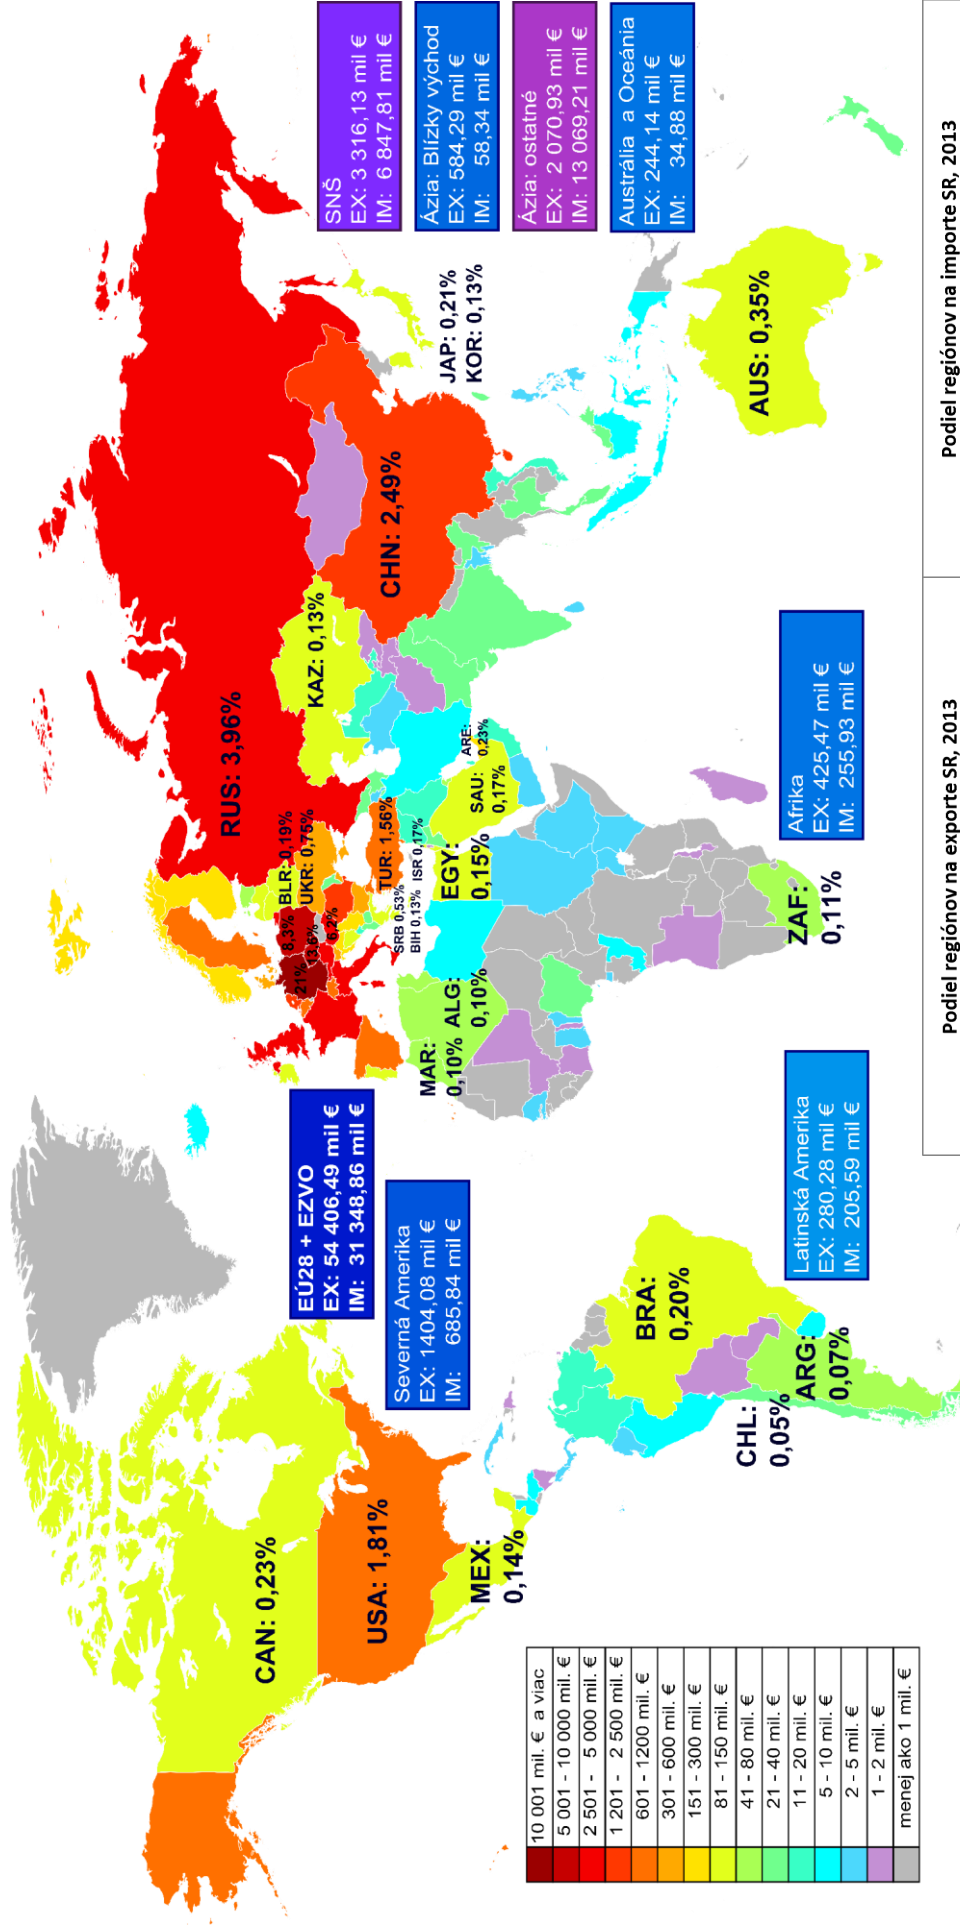 CAN: 0,23%
USA: 1,81%
MEX:
0,14%
EÚ28 + EZVO
EX: 54 406,49 mil €
IM: 31 348,86 mil €
Severná Amerika
EX: 1404,08 mil €
IM: 685,84 mil €
BRA:
0,20%
CHL:
0,05%
ARG:
0,07%
Latinská Amerika
EX: 280,28 mil €
IM: 205,59 mil €
RUS: 3,96%
BLR: 0,19%
UKR: 0,75%
8,3%
13,6%
21%
6,2%
TUR: 1,56%
SRB 0,53%
BIH 0,13%
ISR 0,17%
KAZ: 0,13%
CHN: 2,49%
JAP: 0,21%
KOR: 0,13%
ARE:
0,23%
SAU:
0,17%
EGY:
0,15%
MAR:
0,10%
ALG:
0,10%
ZAF:
0,11%
AUS: 0,35%
Afrika
EX: 425,47 mil €
IM: 255,93 mil €
SNŠ
EX: 3 316,13 mil €
IM: 6 847,81 mil €
Ázia: Blízky východ
EX: 584,29 mil €
IM: 58,34 mil €
Ázia: ostatné
EX: 2 070,93 mil €
IM: 13 069,21 mil €
Austrália a Oceánia
EX: 244,14 mil €
IM: 34,88 mil €
10 001 mil. € a viac
5 001 - 10 000 mil. €
2 501 - 5 000 mil. €
1 201 - 2 500 mil. €
601 - 1200 mil. €
301 - 600 mil. €
151 - 300 mil. €
81 - 150 mil. €
41 - 80 mil. €
21 - 40 mil. €
11 - 20 mil. €
5 - 10 mil. €
2 - 5 mil. €
1 - 2 mil. €
menej ako 1 mil. €
Podiel regiónov na exporte SR, 2013
Podiel regiónov na importe SR, 2013